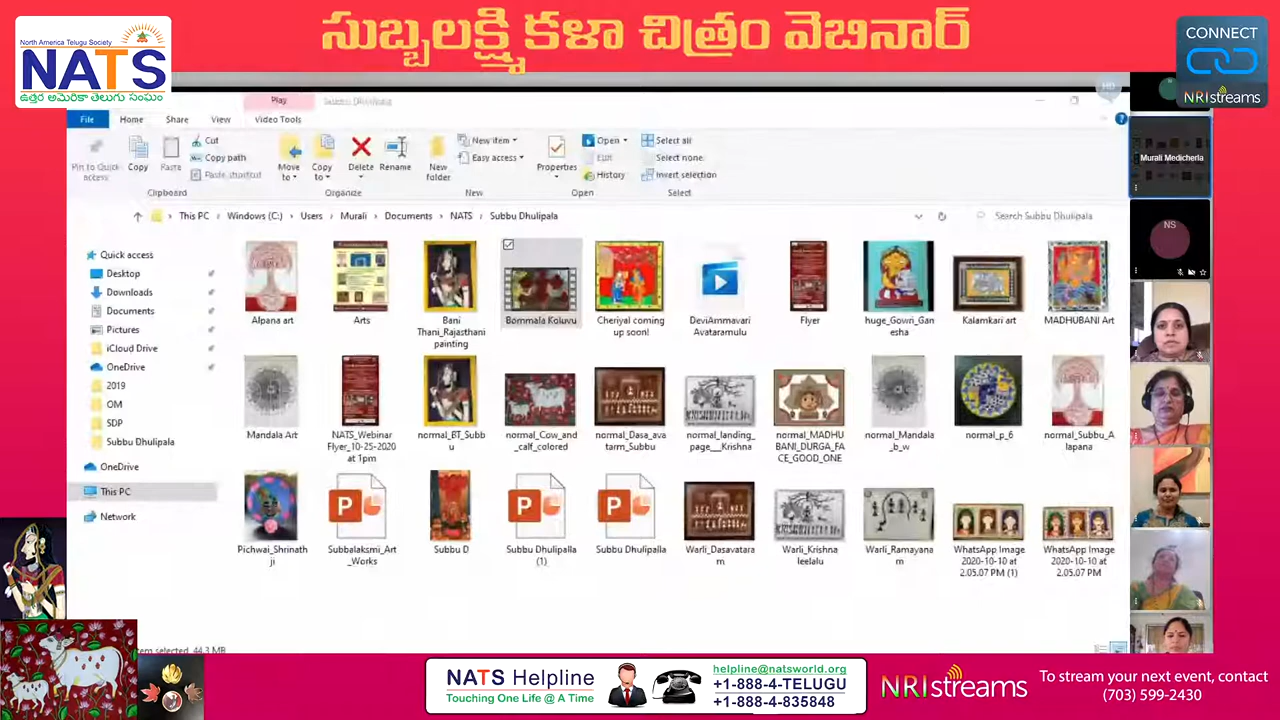 North America Telugu Society
NATS
ఉత్తర అమెరికా తెలుగు సంఘం
సుబ్బలక్ష్మి కళా చిత్రం వెబినార్
CONNECT
NRIstreams
Play
Subbu Dhulipalla
File
Home
Share
View
Video Tools
Pin to Quick access
Copy
Paste
Cut
Copy path
Paste shortcut
Clipboard
Move to
Copy to
Delete
Rename
Organize
New folder
New item
Easy access
New
Properties
Open
Edit
History
Open
Select all
Select none
Invert selection
Select
This PC
Windows (C:)
Users
Murali
Documents
NATS
Subbu Dhulipala
Search Subbu Dhulipala
Quick access
Desktop
Downloads
Documents
Pictures
iCloud Drive
OneDrive
2019
OM
SDP
Subbu Dhulipala
OneDrive
This PC
Network
Alpana art
Arts
Bani Thani_Rajasthani painting
Bommala Koluvu
Cheriyal coming up soon!
DeviAmmavari Avataramulu
Flyer
huge_Gowri_Ganesha
Kalamkari art
MADHUBANI Art
Mandala Art
NATS_Webinar Flyer_10-25-2020 at 1pm
normal_BT_Subbu
normal_Cow_and_calf_colored
normal_Dasa_avatarm_Subbu
normal_landing_page___Krishna
normal_MADHUBANI_DURGA_FACE_GOOD_ONE
normal_Mandala_b_w
normal_p_6
normal_Subbu_Alapana
Pichwai_Shrinathji
Subbalaksmi_Art_Works
Subbu D
Subbu Dhulipalla (1)
Subbu Dhulipalla
Warli_Dasavataram
Warli_Krishna leelalu
Warli_Ramayanam
WhatsApp Image 2020-10-10 at 2.05.07 PM (1)
WhatsApp Image 2020-10-10 at 2.05.07 PM
item selected, 44.3 MB
Murali Medicherla
NS
NATS Helpline
Touching One Life @ A Time
helpline@natsworld.org
+1-888-4-TELUGU
+1-888-4-835848
NRIstreams
To stream your next event, contact
(703) 599-2430